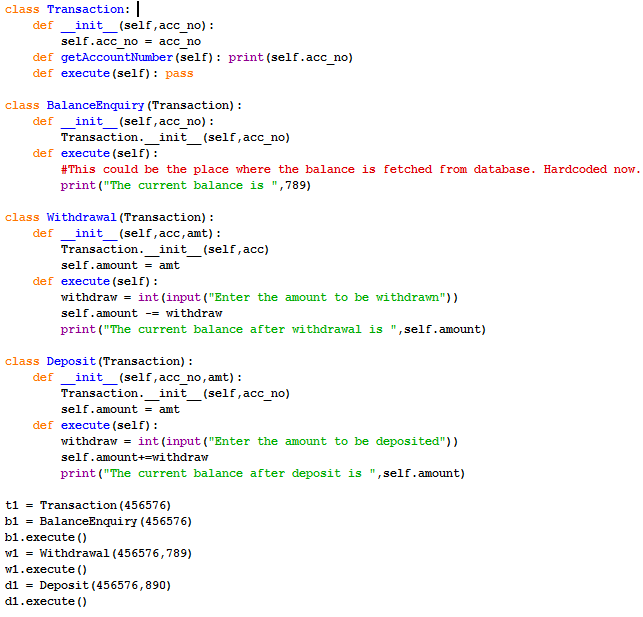 class Transaction:
    def __init__(self,acc_no):
        self.acc_no = acc_no
    def getAccountNumber(self): print(self.acc_no)
    def execute(self): pass

class BalanceEnquiry(Transaction):
    def __init__(self,acc_no):
        Transaction.__init__(self,acc_no)
    def execute(self):
        #This could be the place where the balance is fetched from database. Hardcoded now.
        print("The current balance is ",789)

class Withdrawal(Transaction):
    def __init__(self,acc,amt):
        Transaction.__init__(self,acc)
        self.amount = amt
    def execute(self):
        withdraw = int(input("Enter the amount to be withdrawn"))
        self.amount -= withdraw
        print("The current balance after withdrawal is ",self.amount)

class Deposit(Transaction):
    def __init__(self,acc_no,amt):
        Transaction.__init__(self,acc_no)
        self.amount = amt
    def execute(self):
        withdraw = int(input("Enter the amount to be deposited"))
        self.amount+=withdraw
        print("The current balance after deposit is ",self.amount)

t1 = Transaction(456576)
b1 = BalanceEnquiry(456576)
b1.execute()
w1 = Withdrawal(456576,789)
w1.execute()
d1 = Deposit(456576,890)
d1.execute()